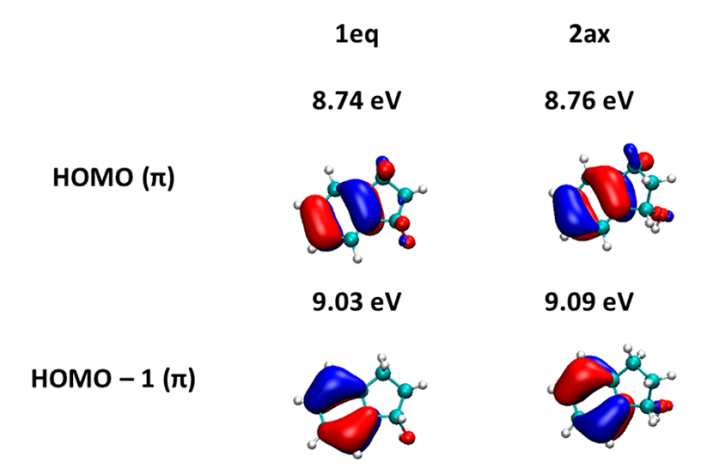 1eq 2ax
8.74 eV 8.76 eV
HOMO (π)
9.03 eV 9.09 eV
HOMO – 1 (π)